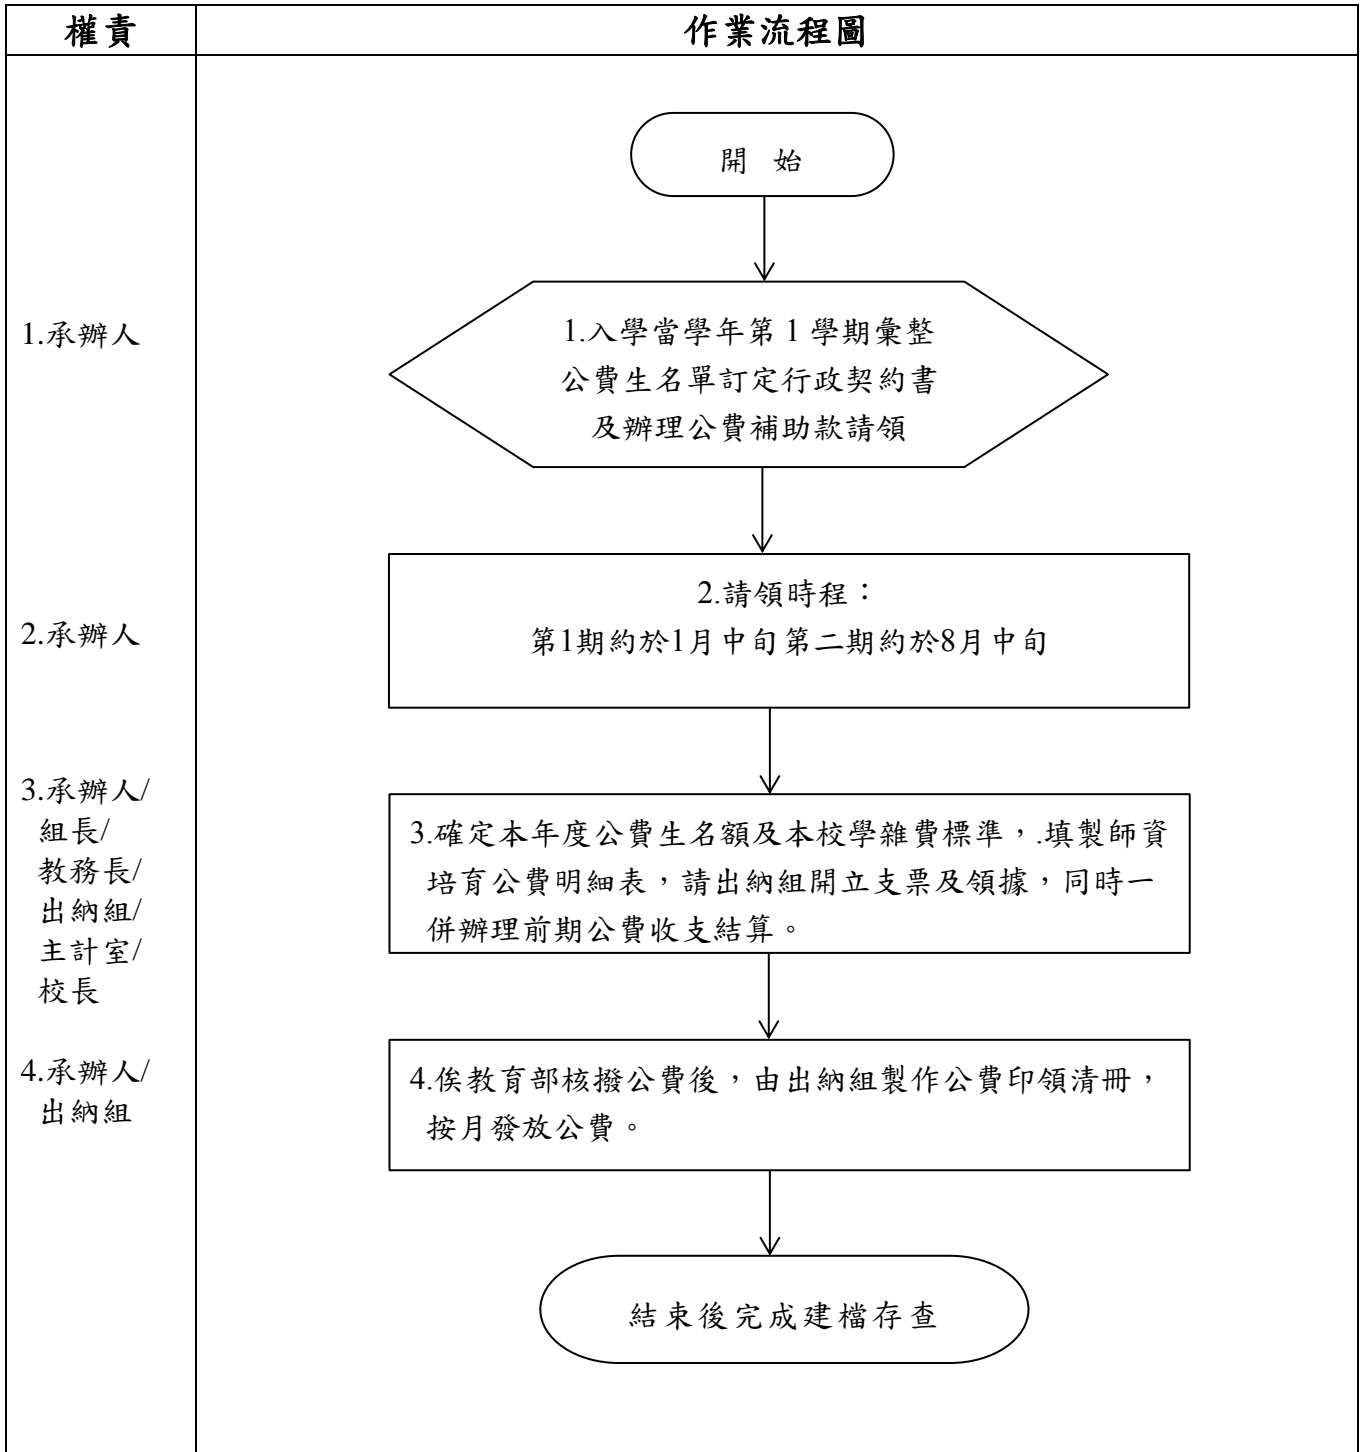 權責
作業流程圖
開 始
1.承辦人
1.入學當學年第 1 學期彙整
公費生名單訂定行政契約書
及辦理公費補助款請領
2.承辦人
2.請領時程：
第1期約於1月中旬第二期約於8月中旬
3.承辦人/
組長/
教務長/
出納組/
主計室/
校長
3.確定本年度公費生名額及本校學雜費標準，.填製師資
培育公費明細表，請出納組開立支票及領據，同時一
併辦理前期公費收支結算。
4.承辦人/
出納組
4.俟教育部核撥公費後，由出納組製作公費印領清冊，
按月發放公費。
結束後完成建檔存查